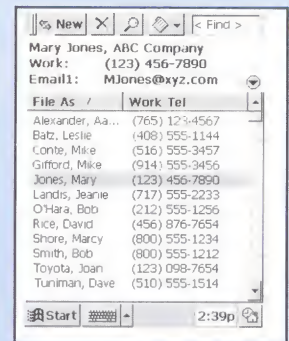 New < Find >
Mary Jones, ABC Company
Work: (123) 456-7890
Email1: MJones@xyz.com
File As / Work Tel
Alexander, Aa... (765) 123-4567
Batz, Leslie (408) 555-1144
Conte, Mike (516) 555-3457
Gifford, Mike (914) 555-3456
Jones, Mary (123) 456-7890
Landis, Jeanie (717) 555-2233
O'Hara, Bob (212) 555-1256
Rice, David (456) 876-7654
Shore, Marcy (800) 555-1234
Smith, Bob (800) 555-1212
Toyota, Joan (123) 098-7654
Tuniman, Dave (510) 555-1514
Start 2:39p